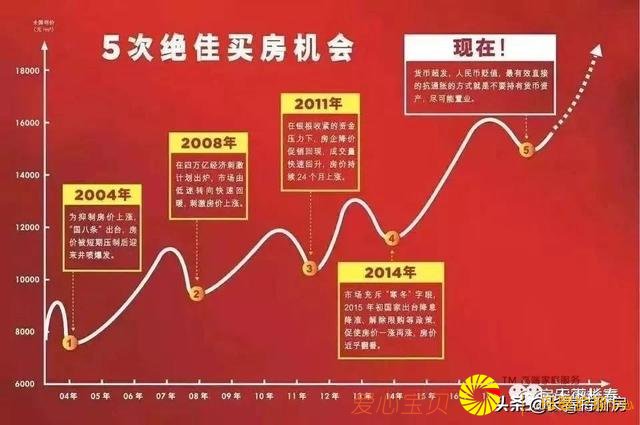 全国房价
(元/m²)
5次绝佳买房机会
18000
16000
14000
12000
10000
8000
6000
2004年
为抑制房价上涨，
“国八条”出台，房
价被短期压制后迎
来井喷爆发。
2008年
在四万亿经济刺激
计划出炉，市场由
低迷转向快速回
暖，刺激房价上涨。
2011年
在银根收紧的资金
压力下，房企降价
促销回现，成交量
快速回升，房价持
续24个月上涨。
2014年
市场充斥“寒冬”字眼，
2015年初国家出台降息
降准、解除限购等政策，
促使房价一涨再涨，房价
近乎翻番。
现在！
货币超发，人民币贬值，最有效直接
的抗通胀的方式就是不要持有货币资
产，尽可能置业。
1
2
3
4
5
04年
05年
06年
07年
08年
09年
10年
11年
12年
13年
14年
15年
16年
TM 高端家庭服务
爱心宝贝
头条